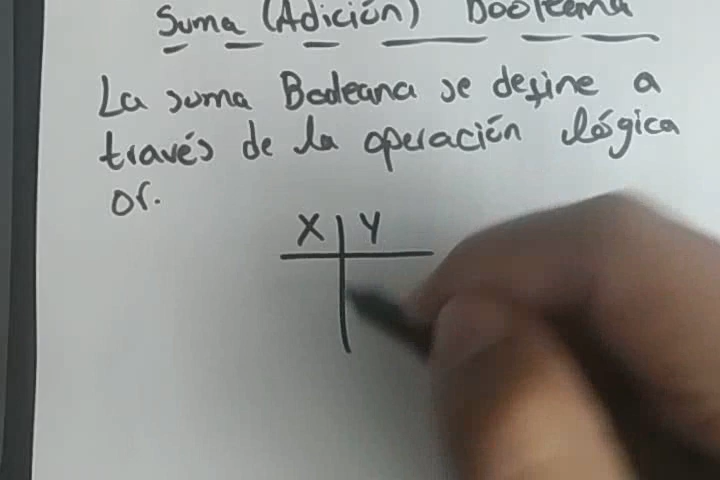 Suma (Adición) Booleana
La suma Booleana se define a
través de la operación lógica
or.
X Y